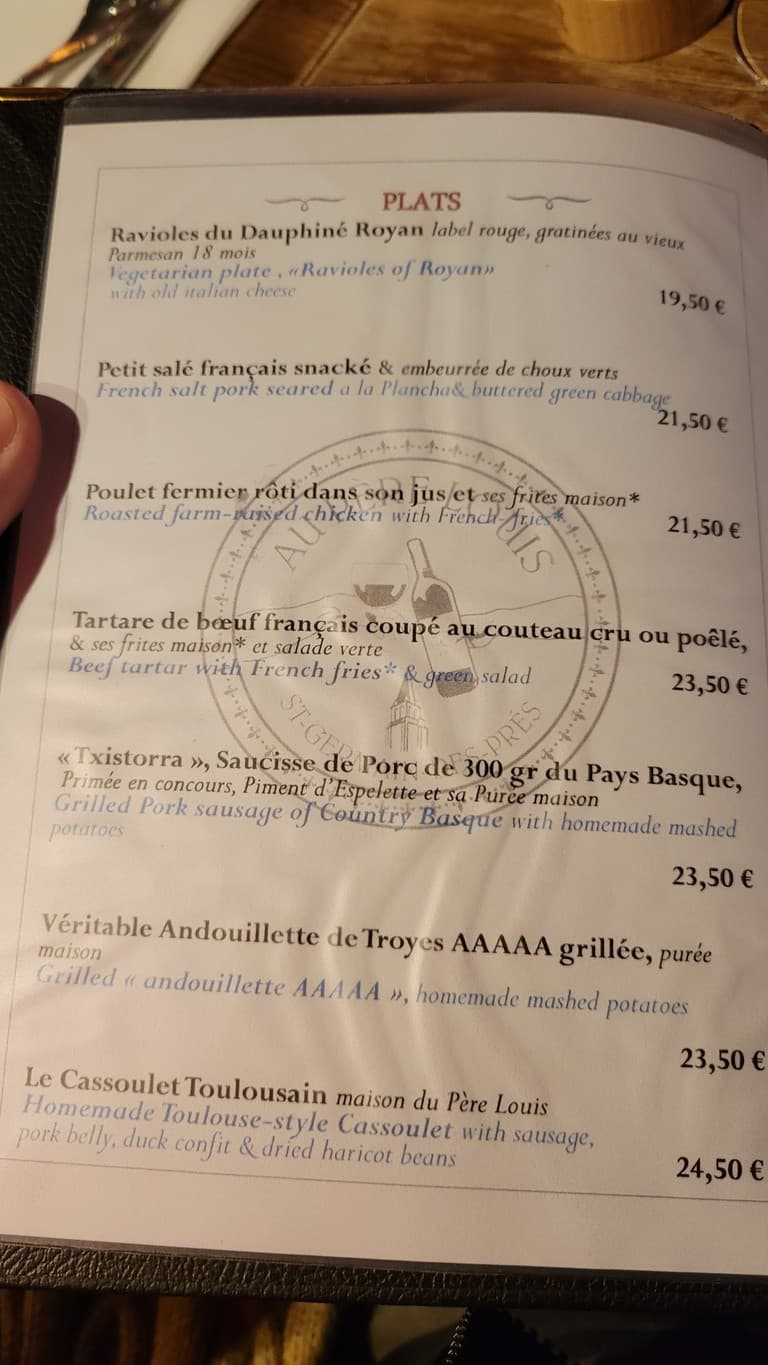 PLATS
Ravioles du Dauphiné Royan label rouge, gratinées au vieux
Parmesan 18 mois
Vegetarian plate , «Ravioles of Royan»
with old italian cheese
19,50 €
Petit salé français snacké & embeurrée de choux verts
French salt pork seared a la Plancha& buttered green cabbage
21,50 €
Poulet fermier rôti dans son jus et ses frites maison*
Roasted farm-raised chicken with French-fries*
21,50 €
Tartare de bœuf français coupé au couteau cru ou poêlé,
& ses frites maison* et salade verte
Beef tartar with French fries* & green salad
23,50 €
« Txistorra », Saucisse de Porc de 300 gr du Pays Basque,
Primée en concours, Piment d'Espelette et sa Purée maison
Grilled Pork sausage of Country Basque with homemade mashed
potatoes
23,50 €
Véritable Andouillette de Troyes AAAAA grillée, purée
maison
Grilled « andouillette AAAAA », homemade mashed potatoes
23,50 €
Le Cassoulet Toulousain maison du Père Louis
Homemade Toulouse-style Cassoulet with sausage,
pork belly, duck confit & dried haricot beans
24,50 €